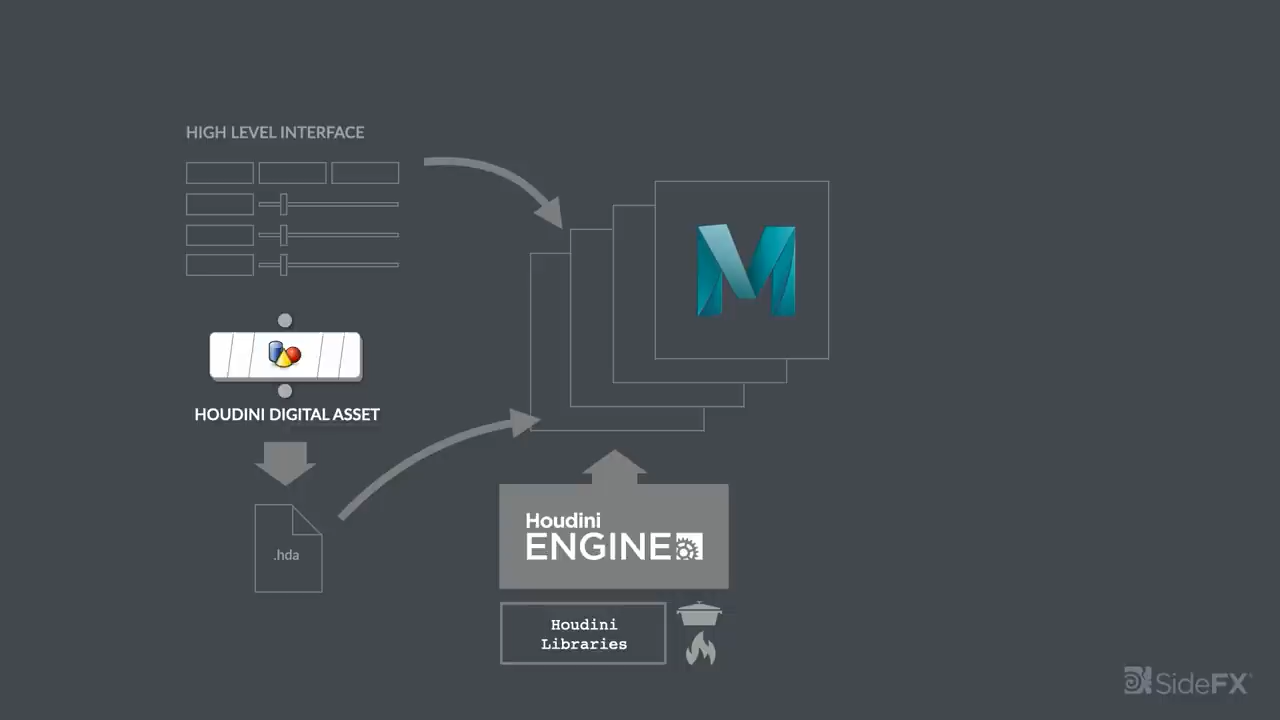 HIGH LEVEL INTERFACE
HOUDINI DIGITAL ASSET
.hda
Houdini
ENGINE
Houdini
Libraries
SideFX